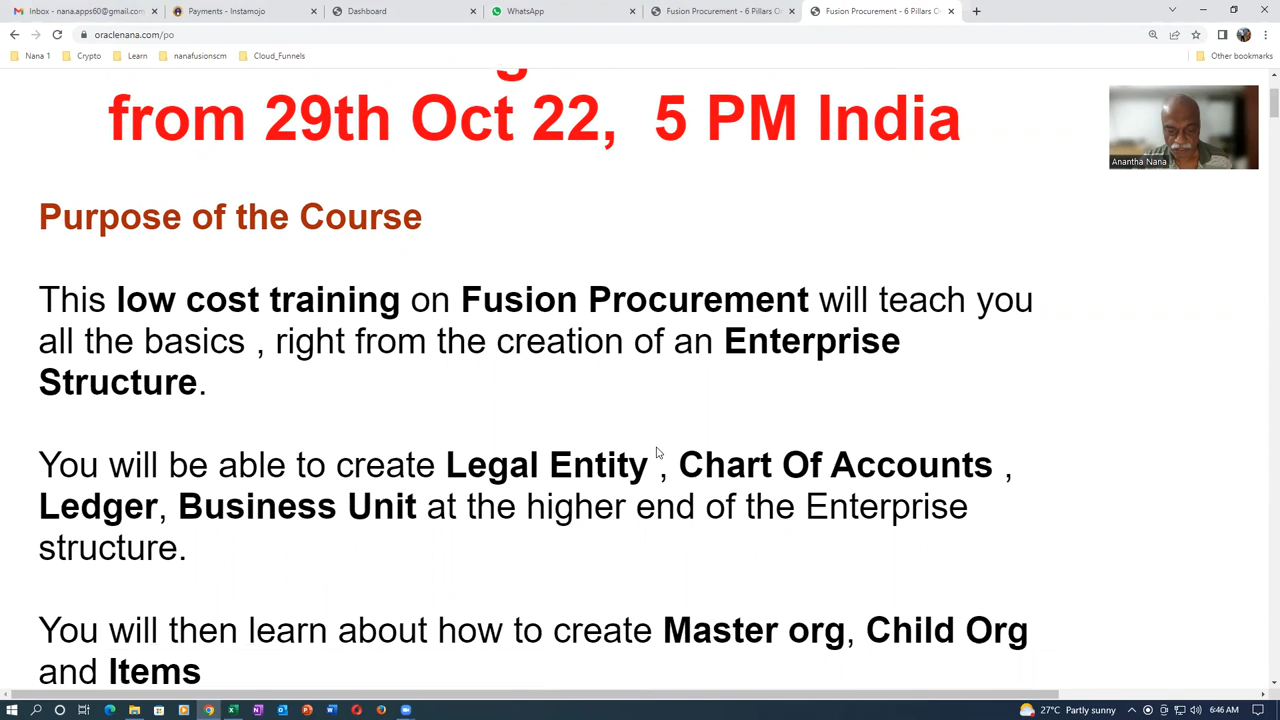 Inbox - nana.apps60@gmail.com
Payments - Instamojo
Dashboard
WhatsApp
Fusion Procurement - 6 Pillars O
Fusion Procurement - 6 Pillars O
oraclenana.com/po
Nana 1
Crypto
Learn
nanafusionscm
Cloud_Funnels
Other bookmarks
from 29th Oct 22, 5 PM India
Anantha Nana
Purpose of the Course
This low cost training on Fusion Procurement will teach you
all the basics , right from the creation of an Enterprise
Structure.
You will be able to create Legal Entity , Chart Of Accounts ,
Ledger, Business Unit at the higher end of the Enterprise
structure.
You will then learn about how to create Master org, Child Org
and Items
27°C Partly sunny
6:46 AM